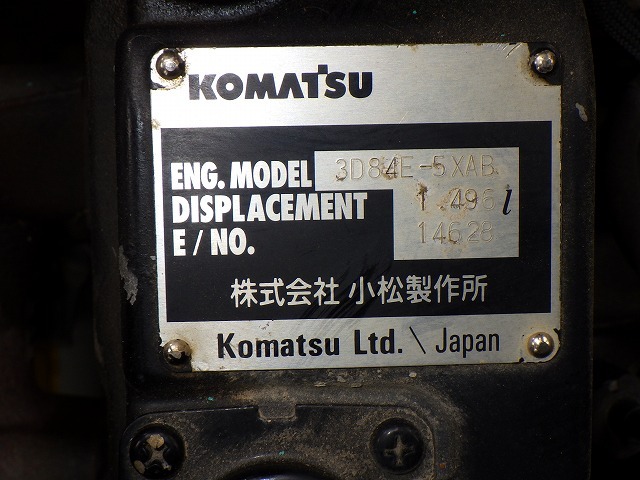 KOMATSU
ENG. MODEL 3D84E-5XAB
DISPLACEMENT 1.496 l
E / NO. 14628
株式会社 小松製作所
Komatsu Ltd. \ Japan